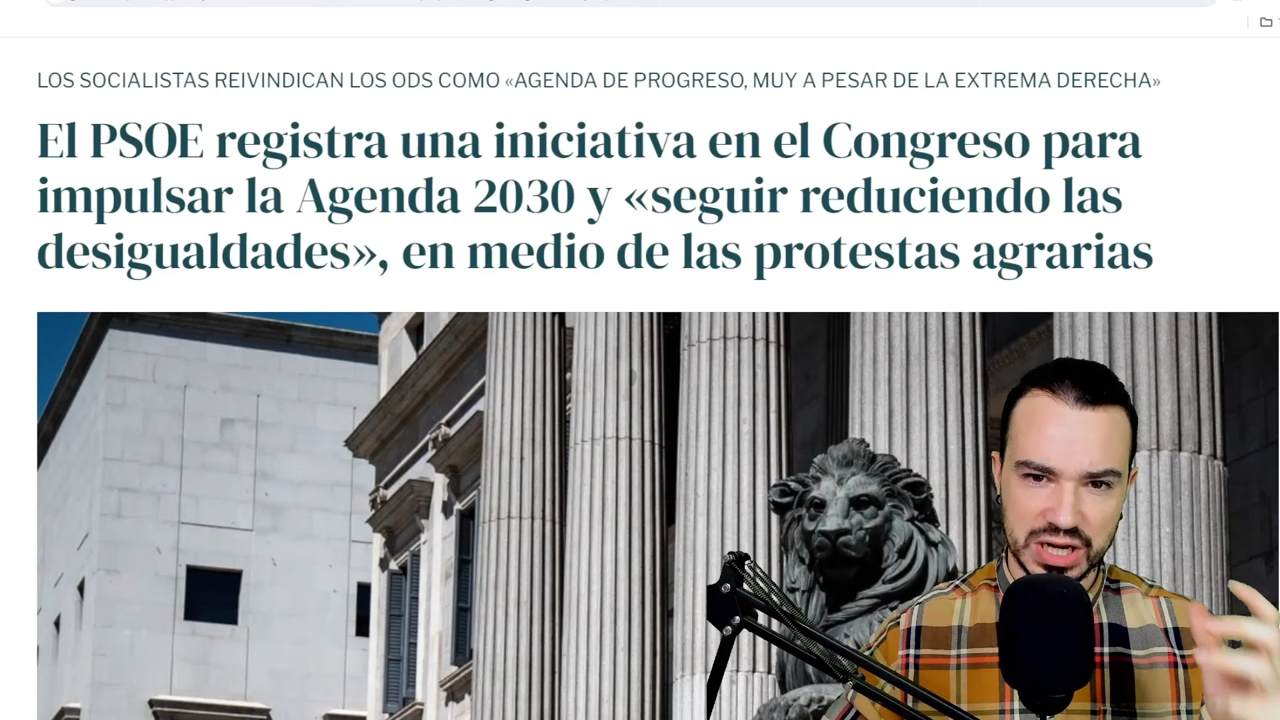 LOS SOCIALISTAS REIVINDICAN LOS ODS COMO «AGENDA DE PROGRESO, MUY A PESAR DE LA EXTREMA DERECHA»
El PSOE registra una iniciativa en el Congreso para
impulsar la Agenda 2030 y «seguir reduciendo las
desigualdades», en medio de las protestas agrarias